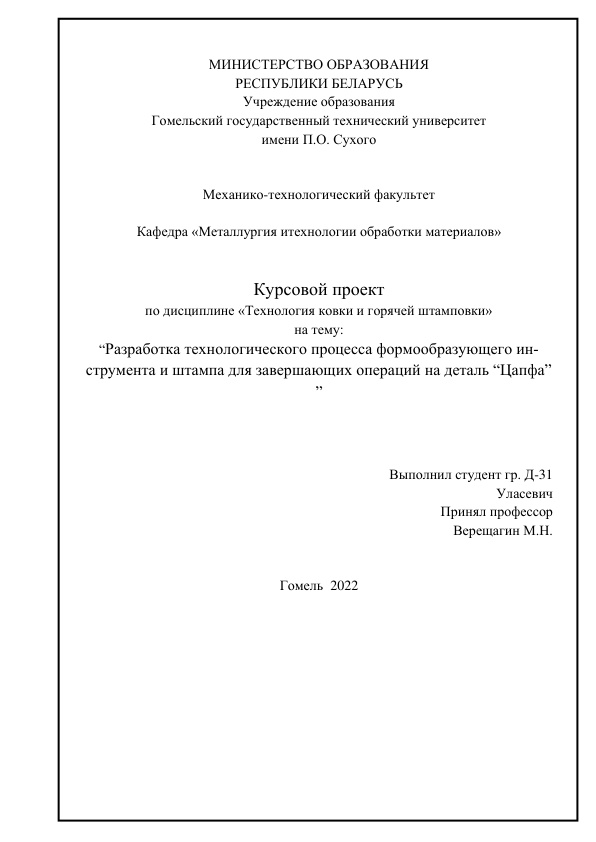 МИНИСТЕРСТВО ОБРАЗОВАНИЯ
РЕСПУБЛИКИ БЕЛАРУСЬ
Учреждение образования
Гомельский государственный технический университет
имени П.О. Сухого
Механико-технологический факультет
Кафедра «Металлургия итехнологии обработки материалов»
Курсовой проект
по дисциплине «Технология ковки и горячей штамповки»
на тему:
“Разработка технологического процесса формообразующего ин-
струмента и штампа для завершающих операций на деталь “Цапфа”
”
Выполнил студент гр. Д-31
Уласевич
Принял профессор
Верещагин М.Н.
Гомель  2022